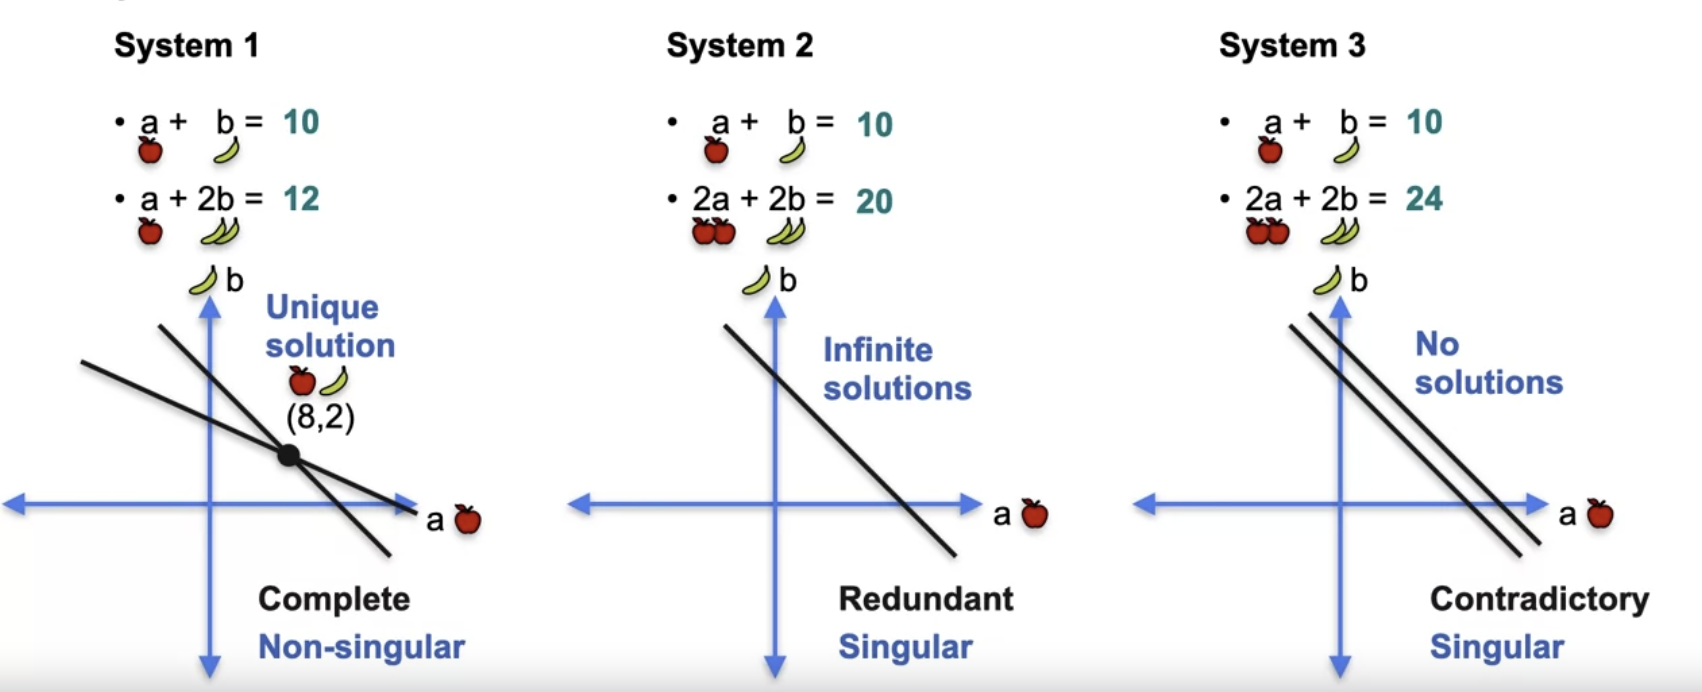 System 1
• a + b = 10
• a + 2b = 12
b
Unique
solution
(8,2)
a
Complete
Non-singular
System 2
• a + b = 10
• 2a + 2b = 20
b
Infinite
solutions
a
Redundant
Singular
System 3
• a + b = 10
• 2a + 2b = 24
b
No
solutions
a
Contradictory
Singular